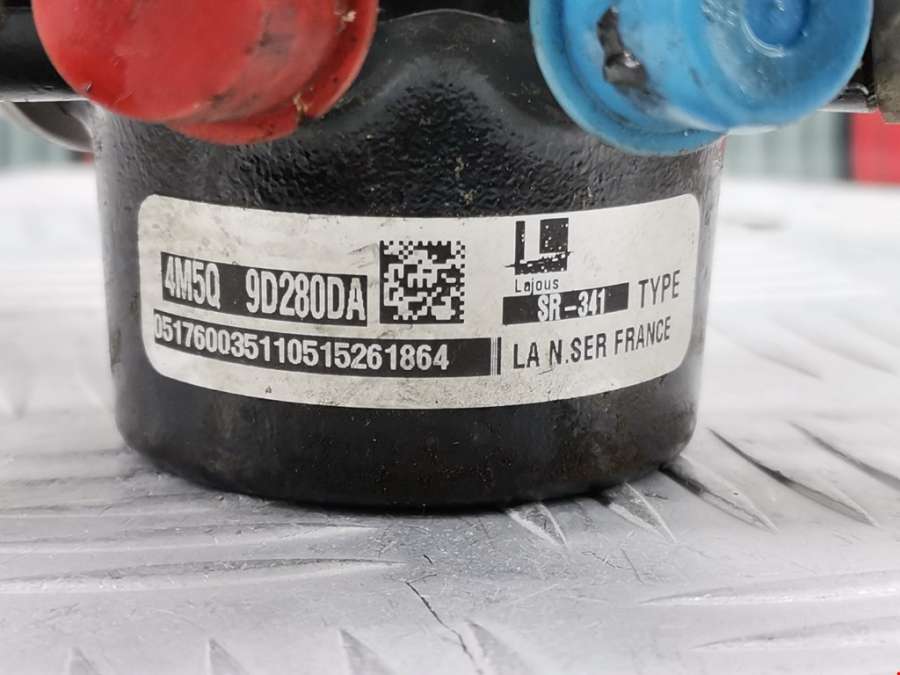 4M5Q 9D280DA
051760035110515261864
Lajous
SR-341 TYPE
LA N.SER FRANCE